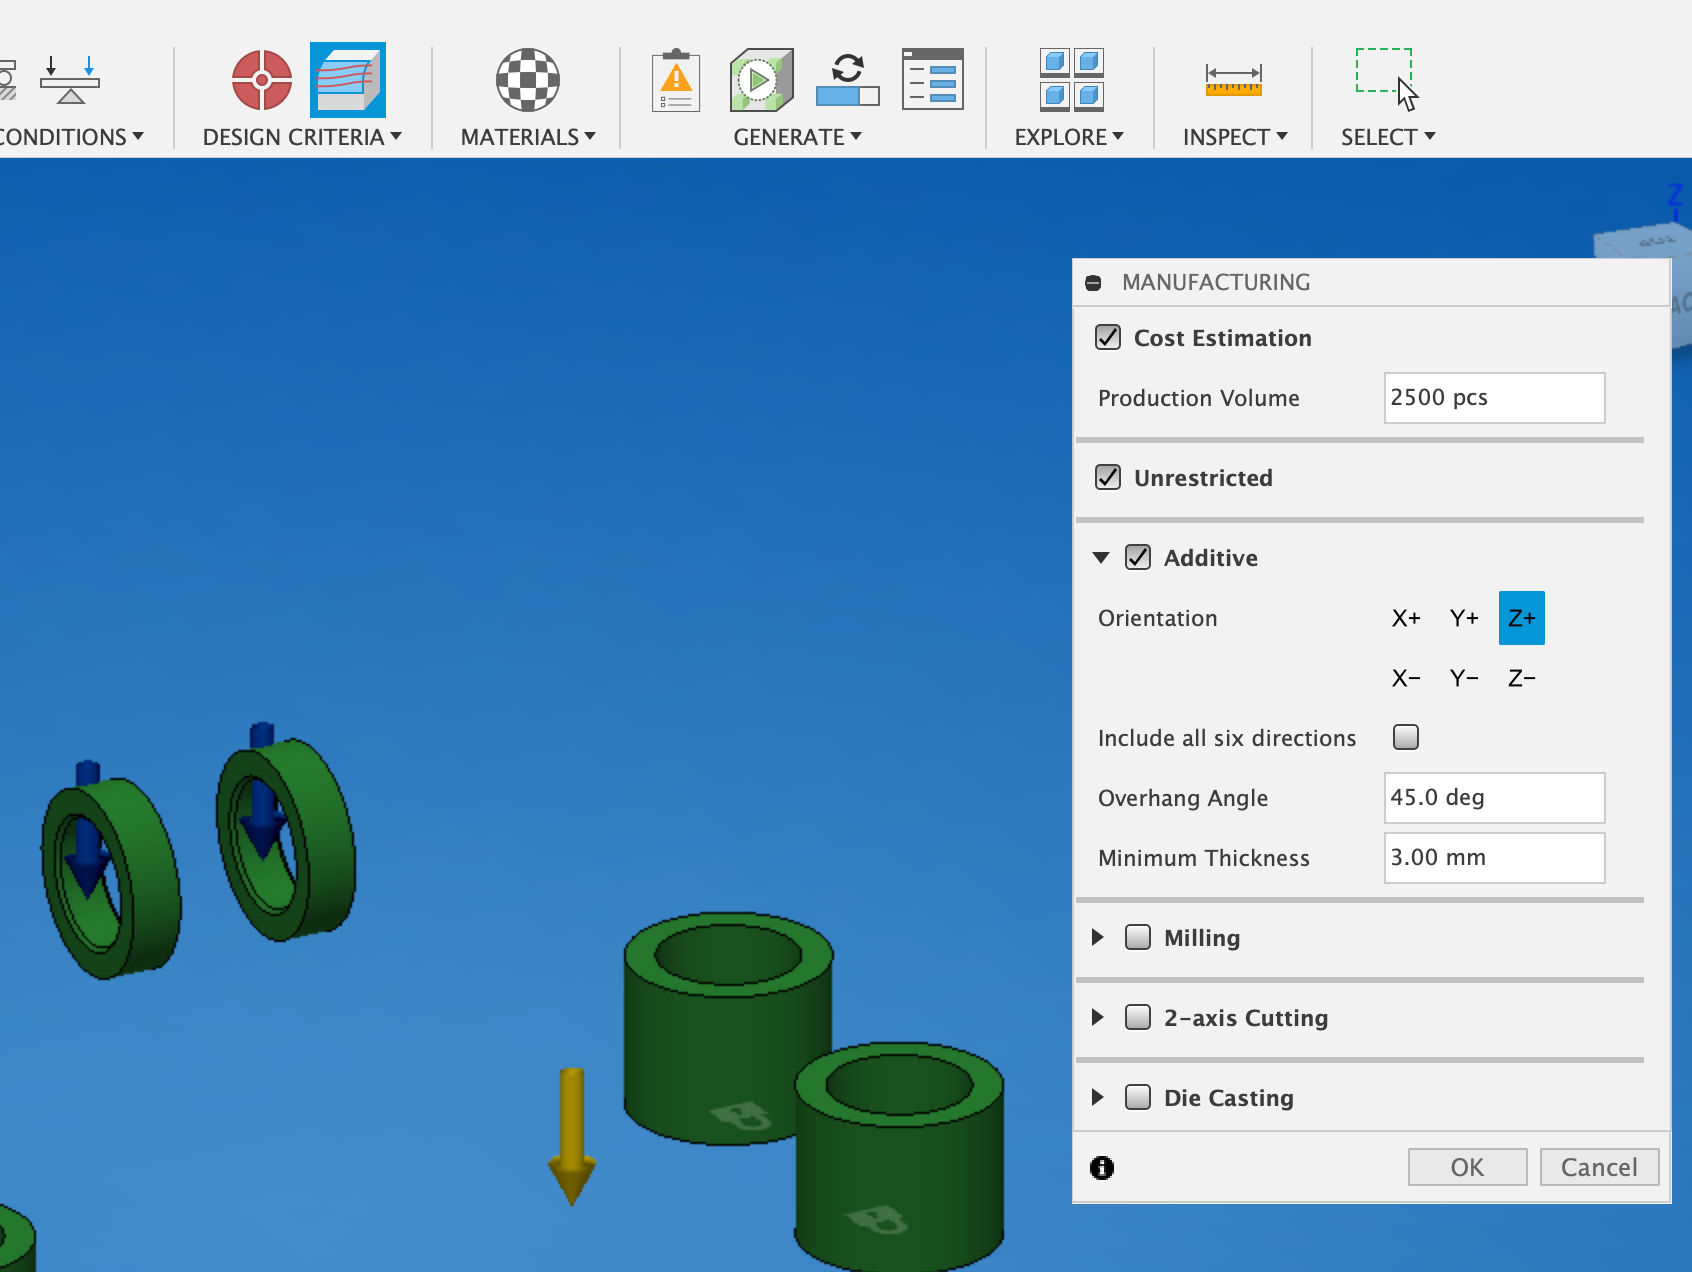 CONDITIONS
DESIGN CRITERIA
MATERIALS
GENERATE
EXPLORE
INSPECT
SELECT
Z
MANUFACTURING
Cost Estimation
Production Volume 2500 pcs
Unrestricted
Additive
Orientation X+ Y+ Z+
X- Y- Z-
Include all six directions
Overhang Angle 45.0 deg
Minimum Thickness 3.00 mm
Milling
2-axis Cutting
Die Casting
OK Cancel